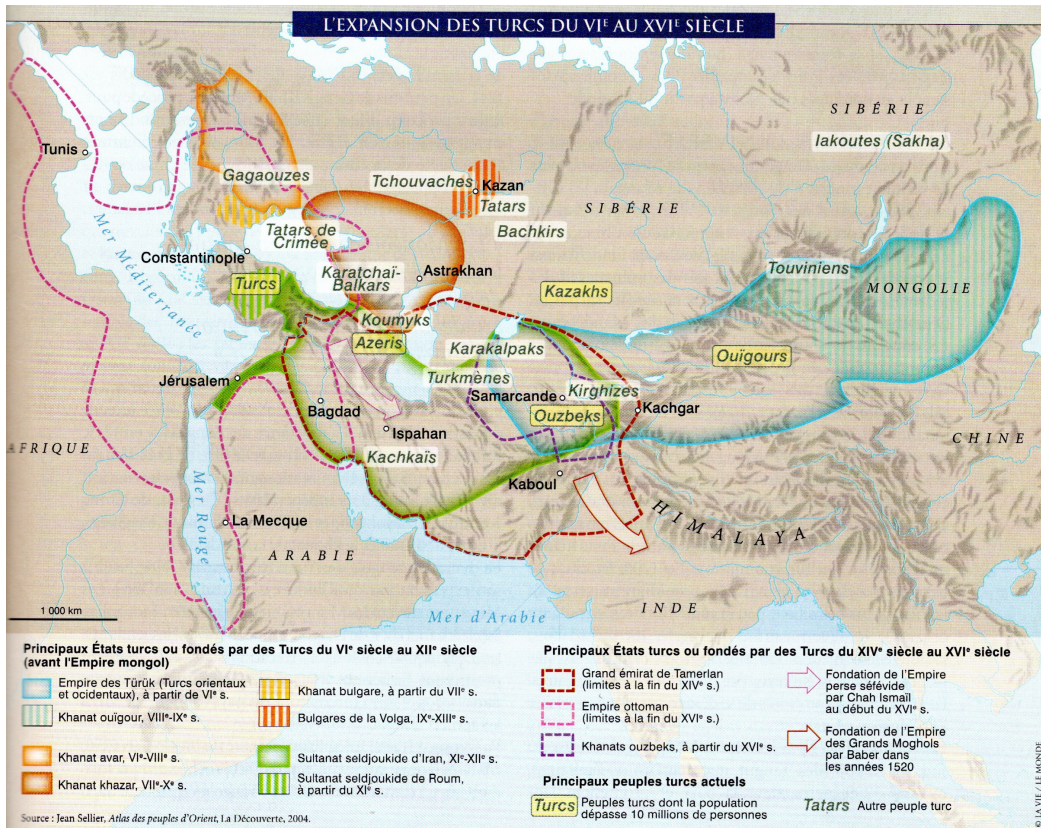 L'EXPANSION DES TURCS DU VIE AU XVIE SIÈCLE
SIBÉRIE
Iakoutes (Sakha)
Tunis
Gagaouzes
Tchouvaches
Kazan
Tatars
SIBÉRIE
Bachkirs
Tatars de
Crimée
Constantinople
Mer Méditerranée
Turcs
Karatchaï-
Balkars
Astrakhan
Touviniens
MONGOLIE
Kazakhs
Koumyks
Azeris
Karakalpaks
Ouïgours
Turkmènes
Kirghizes
Jérusalem
Samarcande
Kachgar
Bagdad
Ouzbeks
Ispahan
AFRIQUE
CHINE
Kachkaïs
Kaboul
Mer Rouge
La Mecque
HIMALAYA
ARABIE
1 000 km
Mer d'Arabie
INDE
Principaux États turcs ou fondés par des Turcs du VIe siècle au XIIe siècle
(avant l'Empire mongol)
Empire des Türük (Turcs orientaux
et occidentaux), à partir de VIe s.
Khanat ouïgour, VIIIe-IXe s.
Khanat avar, VIe-VIIIe s.
Khanat khazar, VIIe-Xe s.
Khanat bulgare, à partir du VIIe s.
Bulgares de la Volga, IXe-XIIIe s.
Sultanat seldjoukide d'Iran, XIe-XIIe s.
Sultanat seldjoukide de Roum,
à partir du XIe s.
Source : Jean Sellier, Atlas des peuples d'Orient, La Découverte, 2004.
Principaux États turcs ou fondés par des Turcs du XIVe siècle au XVIe siècle
Grand émirat de Tamerlan
(limites à la fin du XIVe s.)
Empire ottoman
(limites à la fin du XVIe s.)
Khanats ouzbeks, à partir du XVIe s.
Fondation de l'Empire
perse séfévide
par Chah Ismaïl
au début du XVIe s.
Fondation de l'Empire
des Grands Moghols
par Baber dans
les années 1520
Principaux peuples turcs actuels
Turcs Peuples turcs dont la population
dépasse 10 millions de personnes
Tatars Autre peuple turc
© LA VIE / LE MONDE